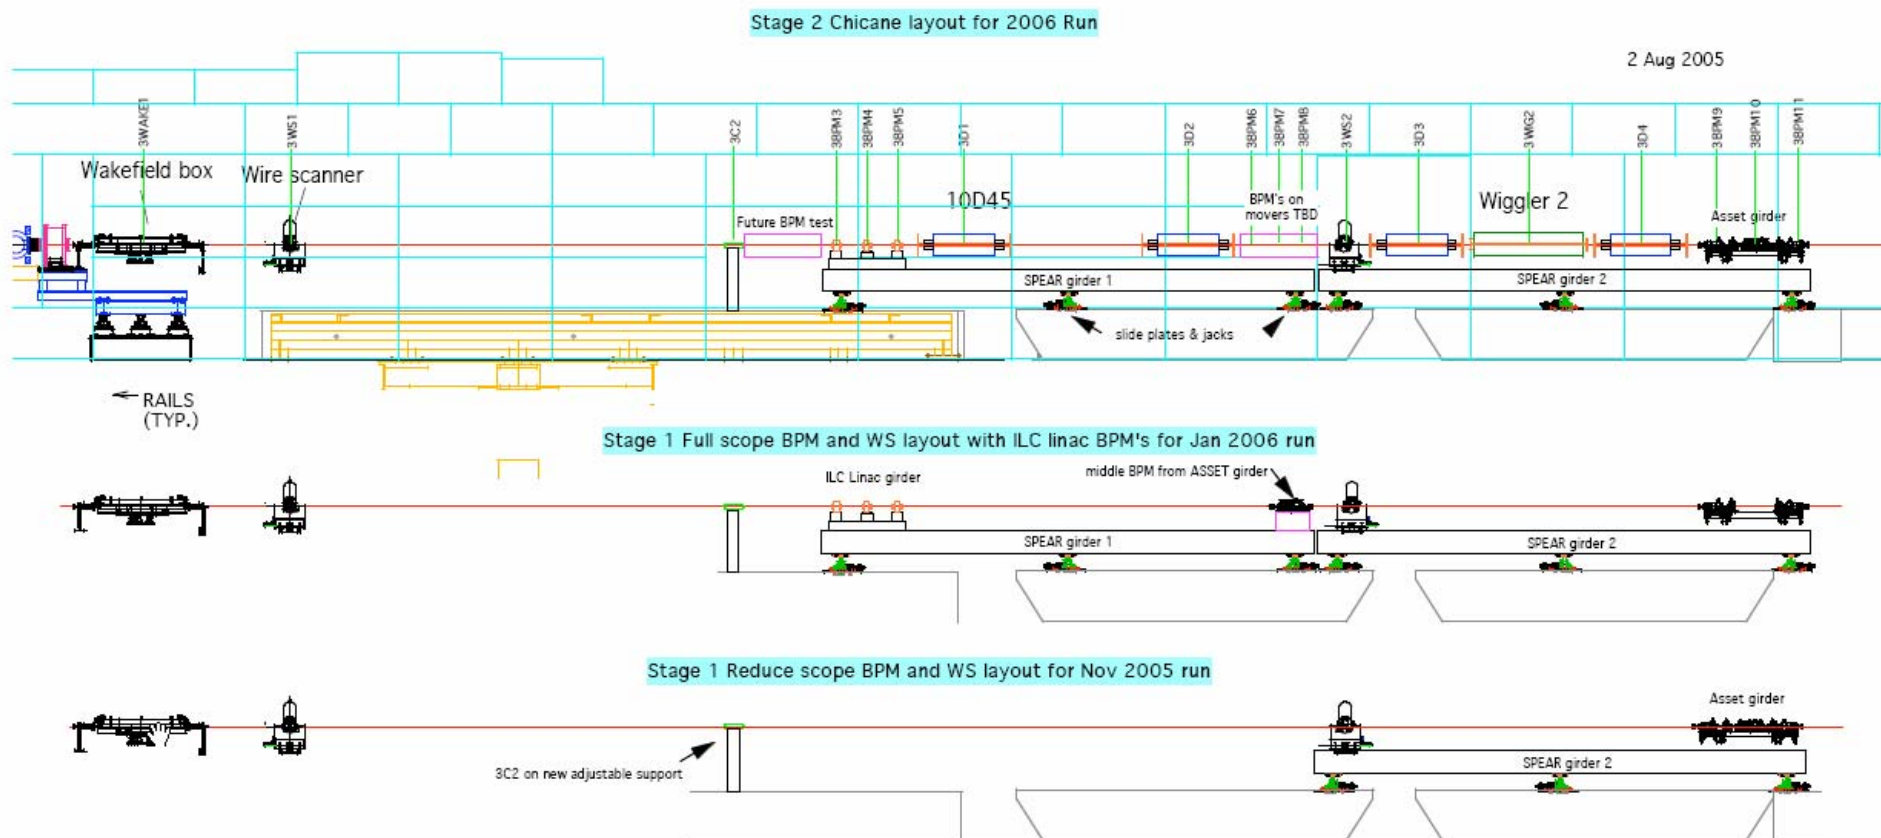 Stage 2 Chicane layout for 2006 Run
2 Aug 2005
3WAKE1
3WS1
3C2
3BPM3
3BPM4
3BPM5
3D1
3D2
3BPM6
3BPM7
3BPM8
3WS2
3D3
3WIG2
3D4
3BPM9
3BPM10
3BPM11
Wakefield box
Wire scanner
Future BPM test
10D45
BPM's on
movers TBD
Wiggler 2
Asset girder
SPEAR girder 1
SPEAR girder 2
slide plates & jacks
RAILS
(TYP.)
Stage 1 Full scope BPM and WS layout with ILC linac BPM's for Jan 2006 run
ILC Linac girder
middle BPM from ASSET girder
SPEAR girder 1
SPEAR girder 2
Stage 1 Reduce scope BPM and WS layout for Nov 2005 run
Asset girder
3C2 on new adjustable support
SPEAR girder 2